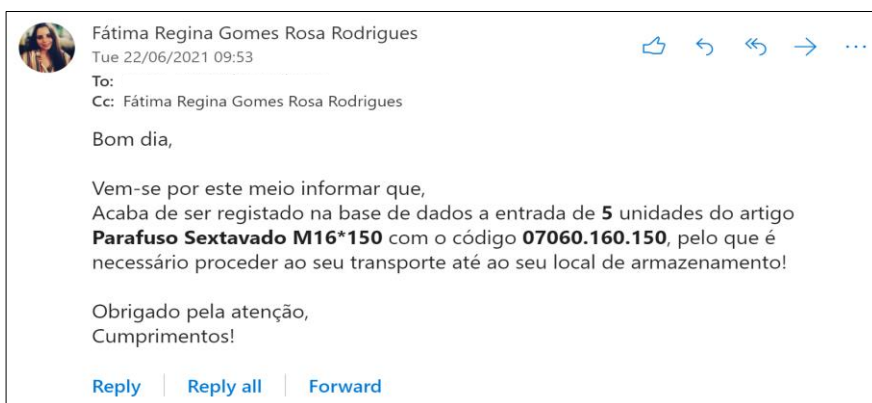 Fátima Regina Gomes Rosa Rodrigues
Tue 22/06/2021 09:53
To:
Cc: Fátima Regina Gomes Rosa Rodrigues
Bom dia,
Vem-se por este meio informar que,
Acaba de ser registado na base de dados a entrada de 5 unidades do artigo
Parafuso Sextavado M16*150 com o código 07060.160.150, pelo que é
necessário proceder ao seu transporte até ao seu local de armazenamento!
Obrigado pela atenção,
Cumprimentos!
Reply Reply all Forward